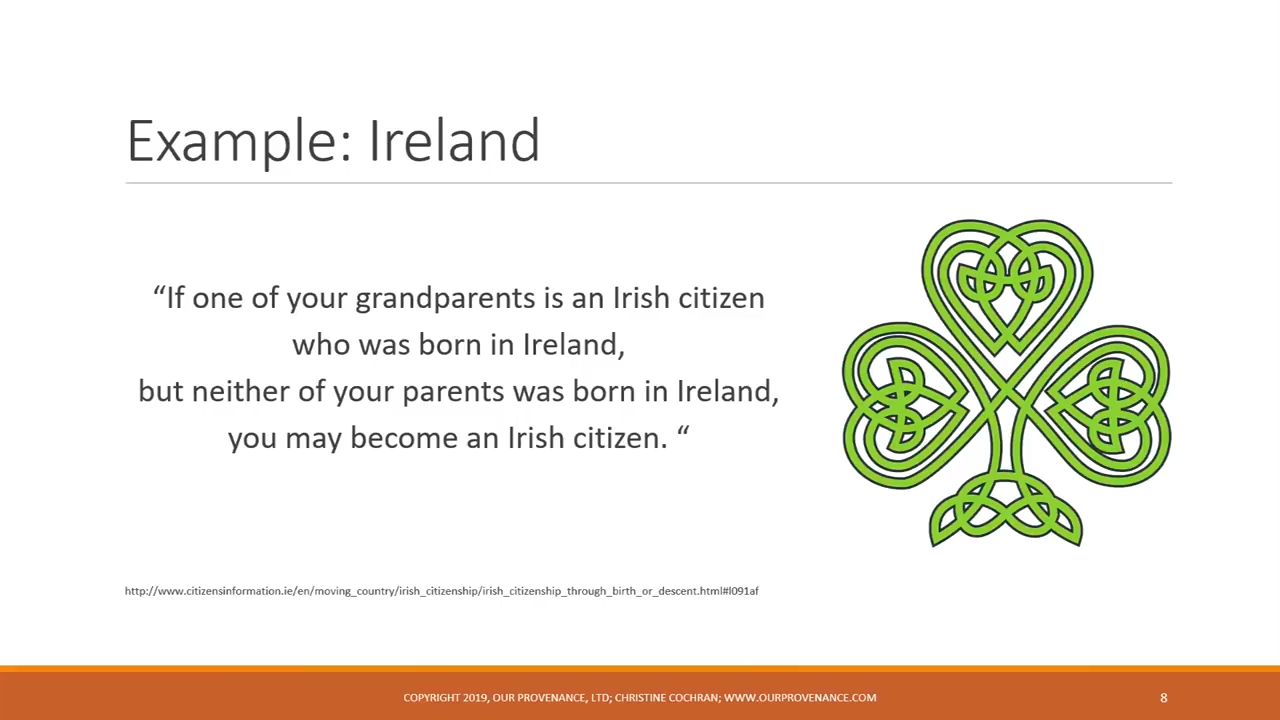 Example: Ireland
“If one of your grandparents is an Irish citizen
who was born in Ireland,
but neither of your parents was born in Ireland,
you may become an Irish citizen. “
http://www.citizensinformation.ie/en/moving_country/irish_citizenship/irish_citizenship_through_birth_or_descent.html#l091af
COPYRIGHT 2019, OUR PROVENANCE, LTD; CHRISTINE COCHRAN; WWW.OURPROVENANCE.COM
8